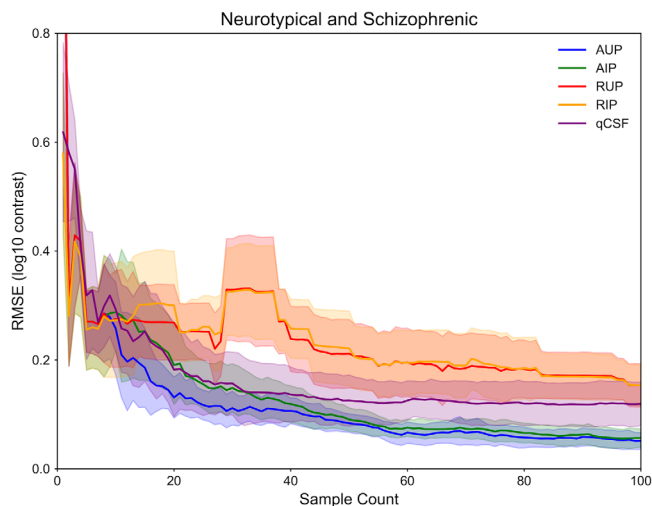 Neurotypical and Schizophrenic
RMSE (log10 contrast)
0.8
0.6
0.4
0.2
0.0
0
20
40
60
80
100
Sample Count
AUP
AIP
RUP
RIP
qCSF